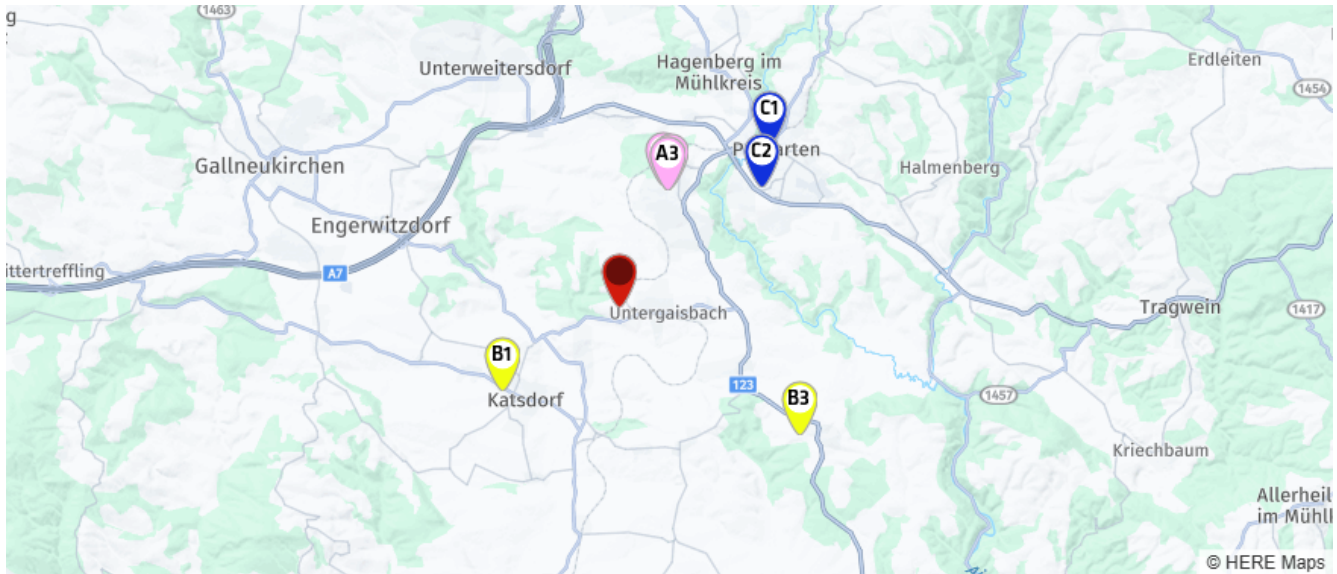 g
1463
Unterweitersdorf
Hagenberg im
Mühlkreis
Erdleiten
1454
C1
A3
C2
Gallneukirchen
Halmenberg
Engerwitzdorf
ittertreffling
A7
Untergaisbach
Tragwein
1417
B1
Katsdorf
123
B3
1457
Kriechbaum
Allerheil
im Mühll
© HERE Maps